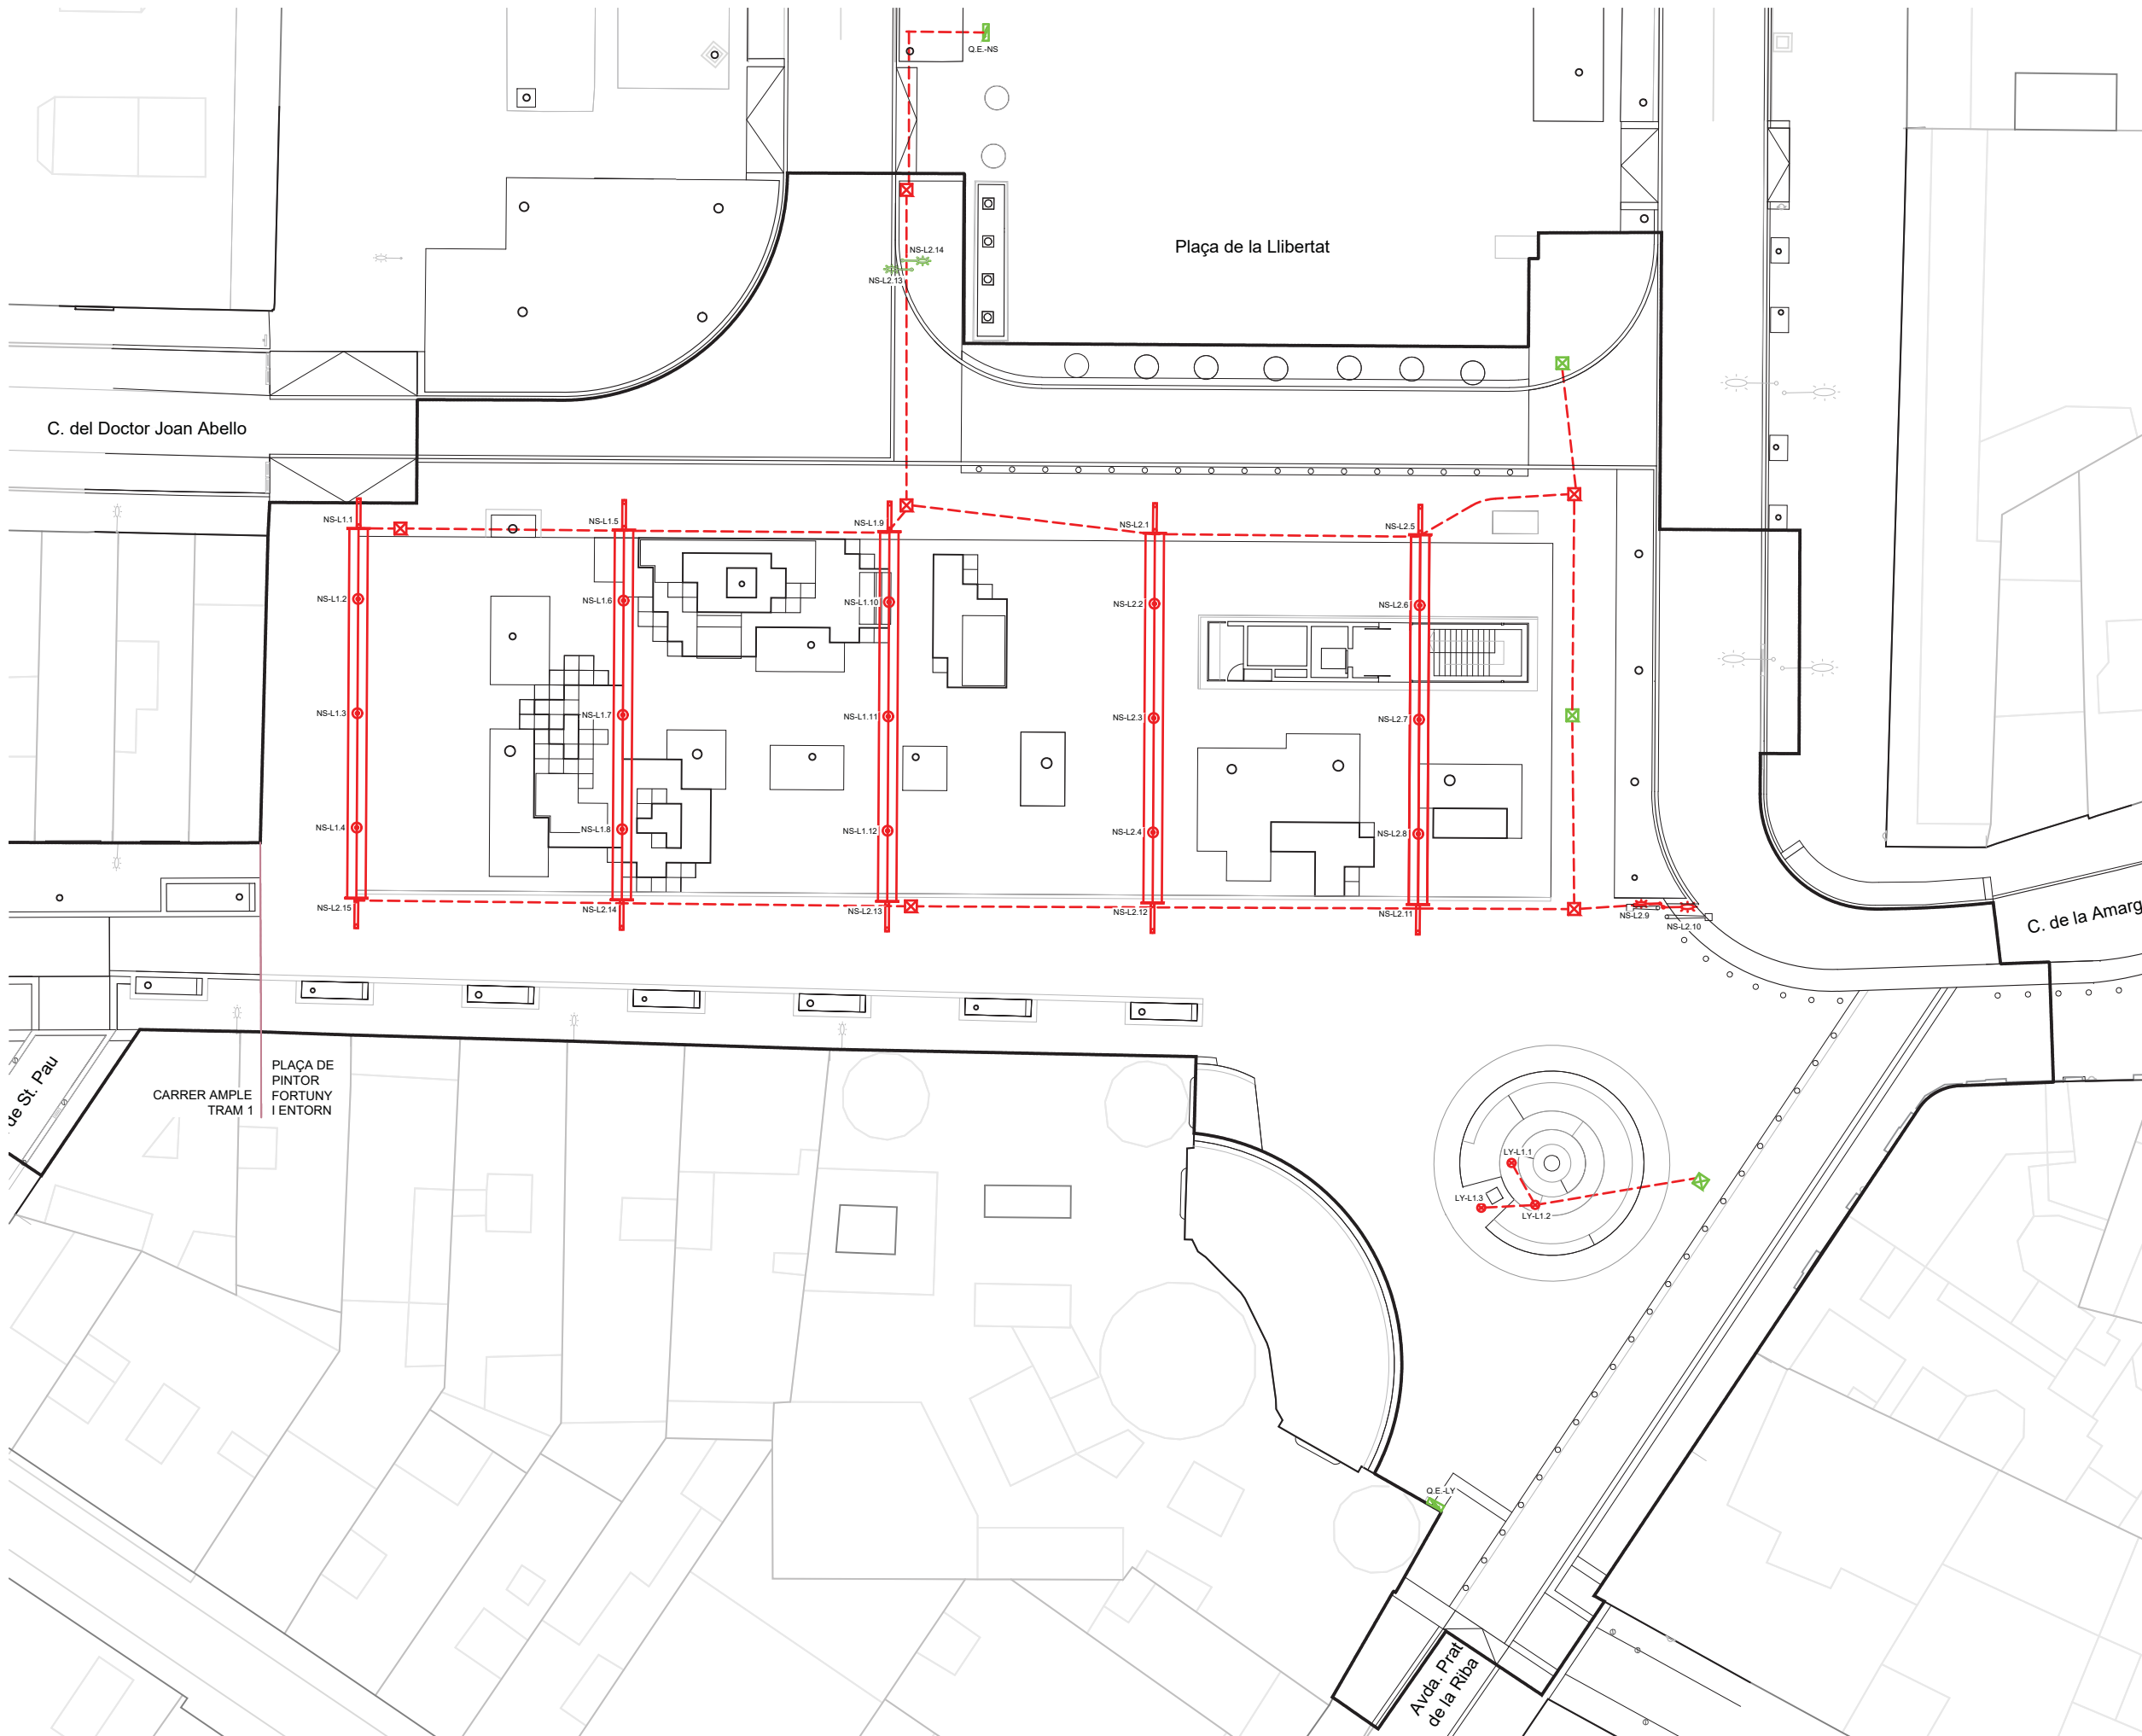 Q.E.-NS
NS-L2.14
NS-L2.13
Plaça de la Llibertat
C. del Doctor Joan Abello
NS-L1.1
NS-L1.5
NS-L1.9
NS-L2.1
NS-L2.5
NS-L1.2
NS-L1.6
NS-L1.10
NS-L2.2
NS-L2.6
NS-L1.3
NS-L1.7
NS-L1.11
NS-L2.3
NS-L2.7
NS-L1.4
NS-L1.8
NS-L1.12
NS-L2.4
NS-L2.8
NS-L2.15
NS-L2.14
NS-L2.13
NS-L2.12
NS-L2.11
NS-L2.9
NS-L2.10
C. de la Amarg
de St. Pau
CARRER AMPLE
TRAM 1
PLAÇA DE
PINTOR
FORTUNY
I ENTORN
LY-L1.1
LY-L1.3
LY-L1.2
Q.E.-LY
Avda. Prat
de la Riba